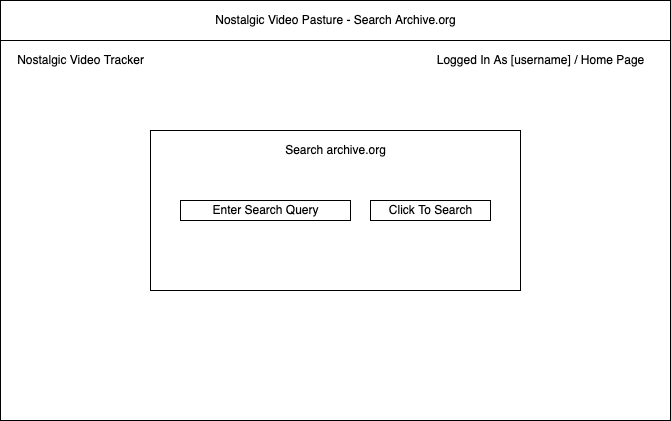 Nostalgic Video Pasture - Search Archive.org
Nostalgic Video Tracker
Logged In As [username] / Home Page
Search archive.org
Enter Search Query
Click To Search